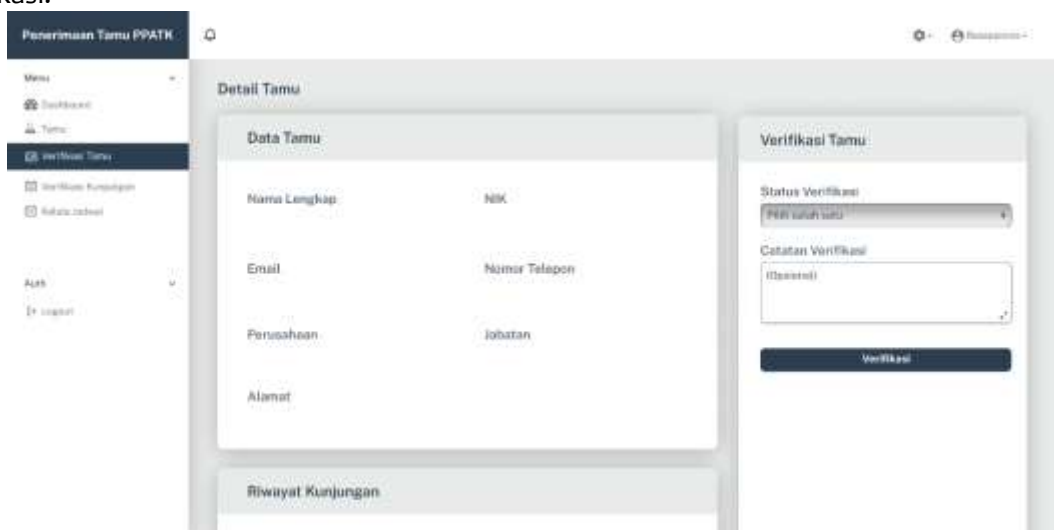 kasi.
Penerimaan Tamu PPATK
Menu
Dashboard
Tamu
Verifikasi Tamu
Verifikasi Kunjungan
Auth
Logout
Detail Tamu
Data Tamu
Nama Lengkap
NIK
Email
Nomor Telepon
Perusahaan
Jabatan
Alamat
Riwayat Kunjungan
Verifikasi Tamu
Status Verifikasi
Pilih salah satu
Catatan Verifikasi
(Opsional)
Verifikasi